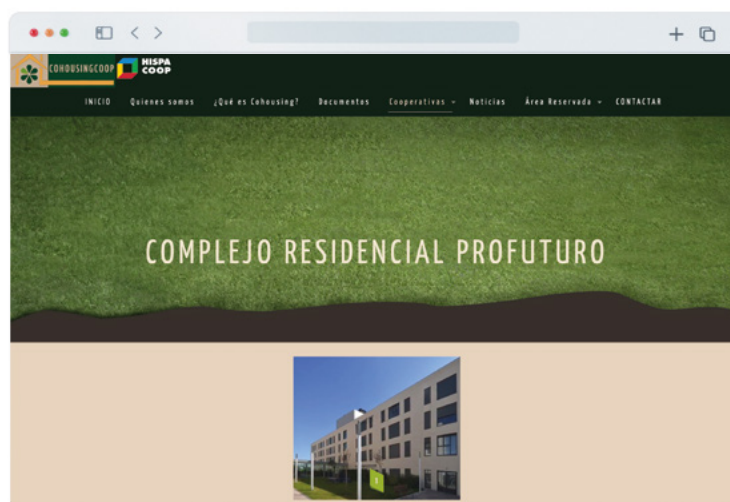 COHOUSINGCOOP
HISPA
COOP
INICIO Quienes somos ¿Qué es Cohousing? Documentos Cooperativas Noticias Área Reservada CONTACTAR
COMPLEJO RESIDENCIAL PROFUTURO